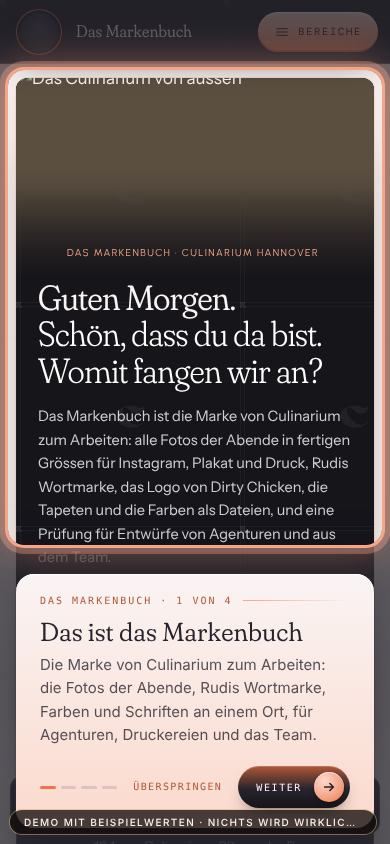 Das Markenbuch
BEREICHE
Das Culinarium von aussen
DAS MARKENBUCH · CULINARIUM HANNOVER
Guten Morgen.
Schön, dass du da bist.
Womit fangen wir an?
Das Markenbuch ist die Marke von Culinarium
zum Arbeiten: alle Fotos der Abende in fertigen
Grössen für Instagram, Plakat und Druck, Rudis
Wortmarke, das Logo von Dirty Chicken, die
Tapeten und die Farben als Dateien, und eine
Prüfung für Entwürfe von Agenturen und aus
dem Team.
DAS MARKENBUCH · 1 VON 4
Das ist das Markenbuch
Die Marke von Culinarium zum Arbeiten:
die Fotos der Abende, Rudis Wortmarke,
Farben und Schriften an einem Ort, für
Agenturen, Druckereien und das Team.
ÜBERSPRINGEN
WEITER
DEMO MIT BEISPIELWERTEN · NICHTS WIRD WIRKLIC…